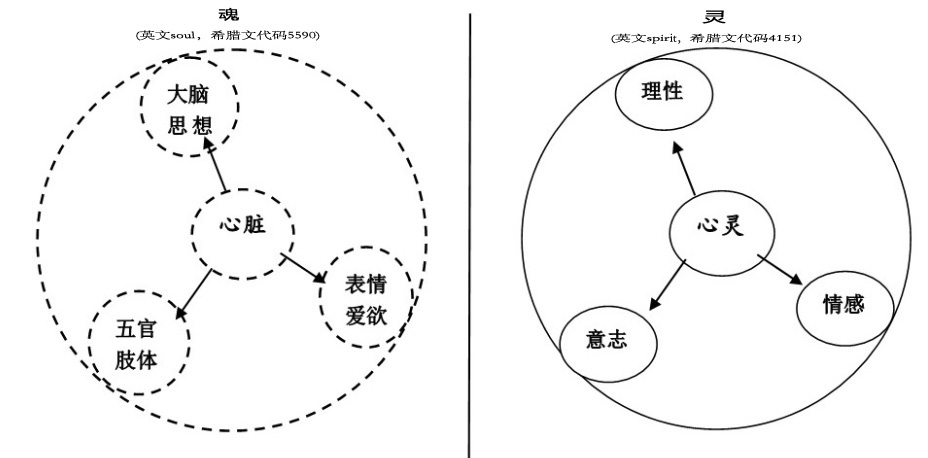 魂
(英文soul，希腊文代码5590)
大脑
思想
心脏
表情
爱欲
五官
肢体
灵
(英文spirit，希腊文代码4151)
理性
心灵
情感
意志